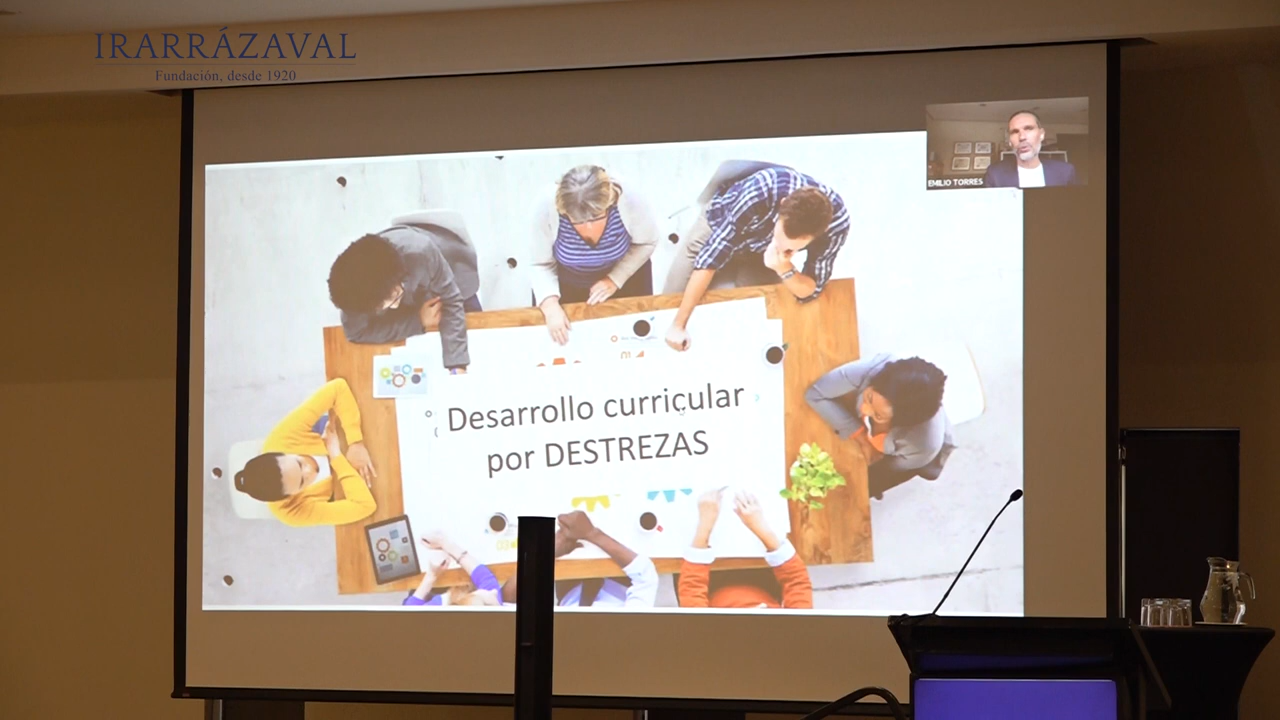 IRARRÁZAVAL
Fundación, desde 1920
EMILIO TORRES
Desarrollo curricular
por DESTREZAS